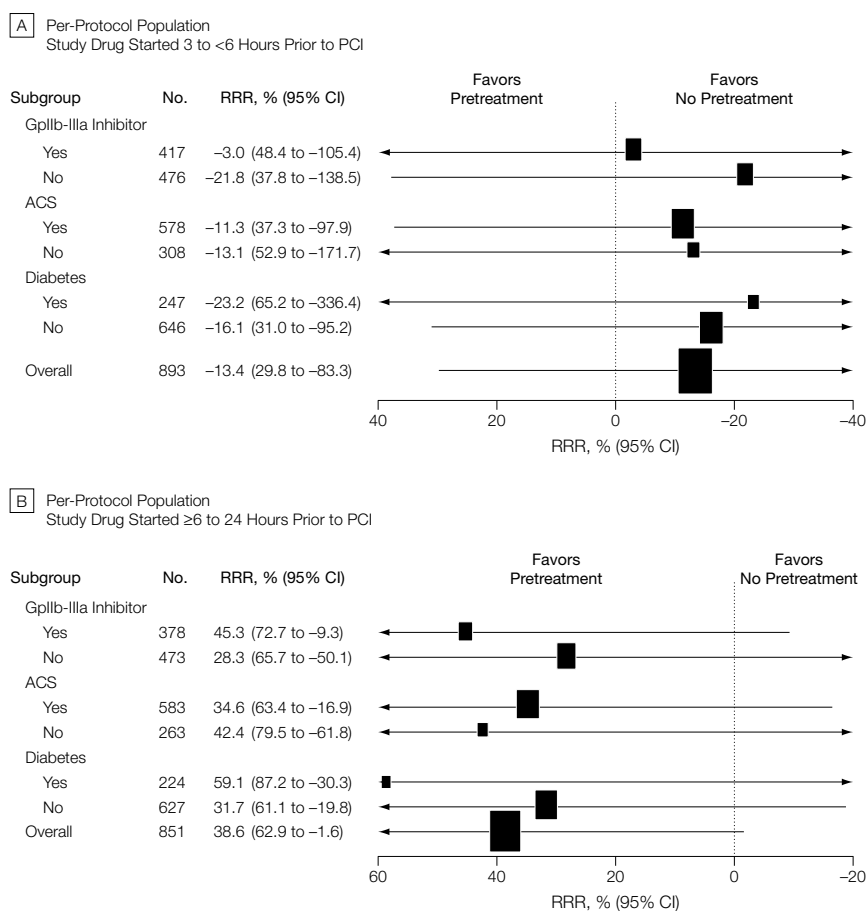 A Per-Protocol Population
Study Drug Started 3 to <6 Hours Prior to PCI
Favors Favors
Subgroup No. RRR, % (95% CI) Pretreatment No Pretreatment
GpIIb-IIIa Inhibitor
Yes 417 –3.0 (48.4 to –105.4)
No 476 –21.8 (37.8 to –138.5)
ACS
Yes 578 –11.3 (37.3 to –97.9)
No 308 –13.1 (52.9 to –171.7)
Diabetes
Yes 247 –23.2 (65.2 to –336.4)
No 646 –16.1 (31.0 to –95.2)
Overall 893 –13.4 (29.8 to –83.3)
40 20 0 –20 –40
RRR, % (95% CI)
B Per-Protocol Population
Study Drug Started ≥6 to 24 Hours Prior to PCI
Favors Favors
Subgroup No. RRR, % (95% CI) Pretreatment No Pretreatment
GpIIb-IIIa Inhibitor
Yes 378 45.3 (72.7 to –9.3)
No 473 28.3 (65.7 to –50.1)
ACS
Yes 583 34.6 (63.4 to –16.9)
No 263 42.4 (79.5 to –61.8)
Diabetes
Yes 224 59.1 (87.2 to –30.3)
No 627 31.7 (61.1 to –19.8)
Overall 851 38.6 (62.9 to –1.6)
60 40 20 0 –20
RRR, % (95% CI)